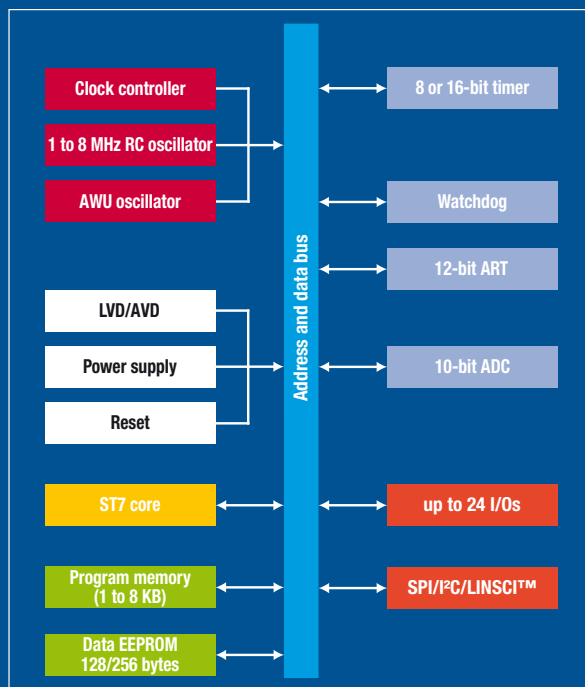 Clock controller
1 to 8 MHz RC oscillator
AWU oscillator
LVD/AVD
Power supply
Reset
ST7 core
Program memory
(1 to 8 KB)
Data EEPROM
128/256 bytes
Address and data bus
8 or 16-bit timer
Watchdog
12-bit ART
10-bit ADC
up to 24 I/Os
SPI/I²C/LINSCI™